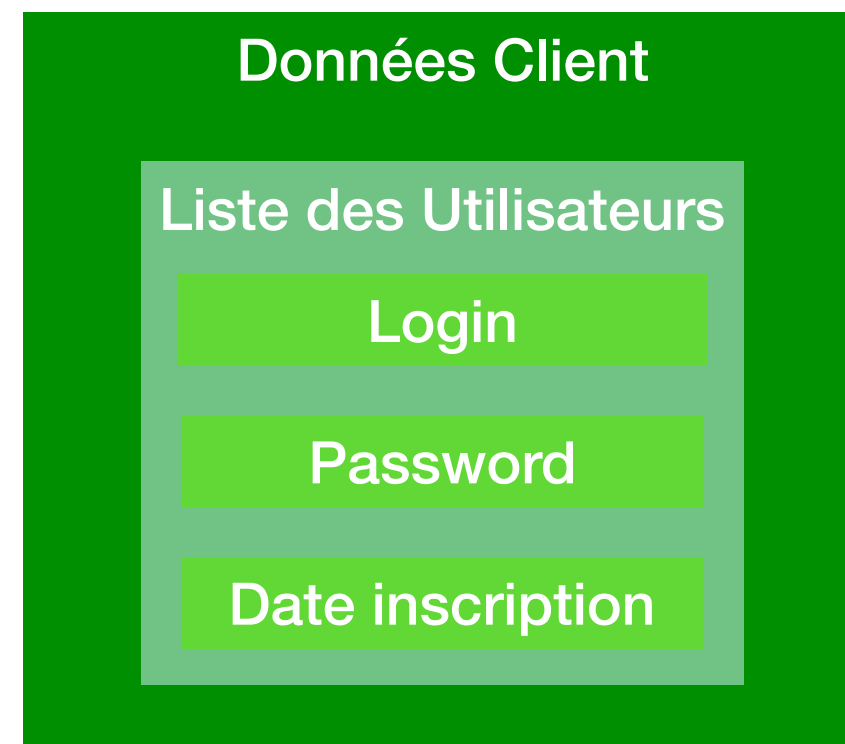 Données Client
Liste des Utilisateurs
Login
Password
Date inscription